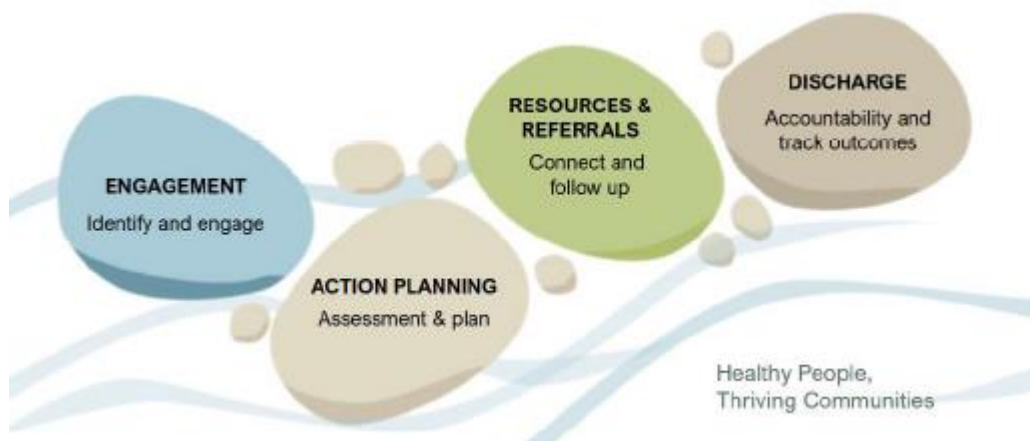 ENGAGEMENT
Identify and engage
ACTION PLANNING
Assessment & plan
RESOURCES &
REFERRALS
Connect and
follow up
DISCHARGE
Accountability and
track outcomes
Healthy People,
Thriving Communities